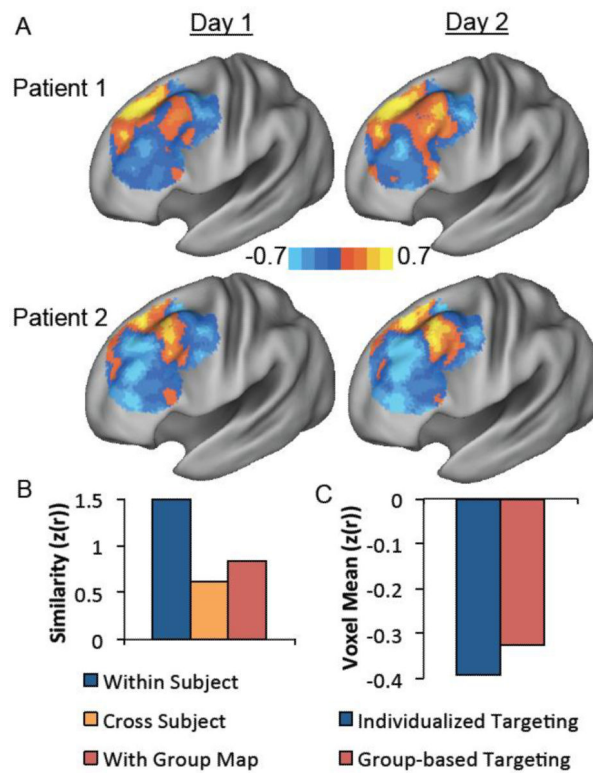 A
Day 1
Day 2
Patient 1
-0.7
0.7
Patient 2
B
Similarity (z(r))
1.5
1
0.5
0
Within Subject
Cross Subject
With Group Map
C
Voxel Mean (z(r))
0
-0.1
-0.2
-0.3
-0.4
Individualized Targeting
Group-based Targeting